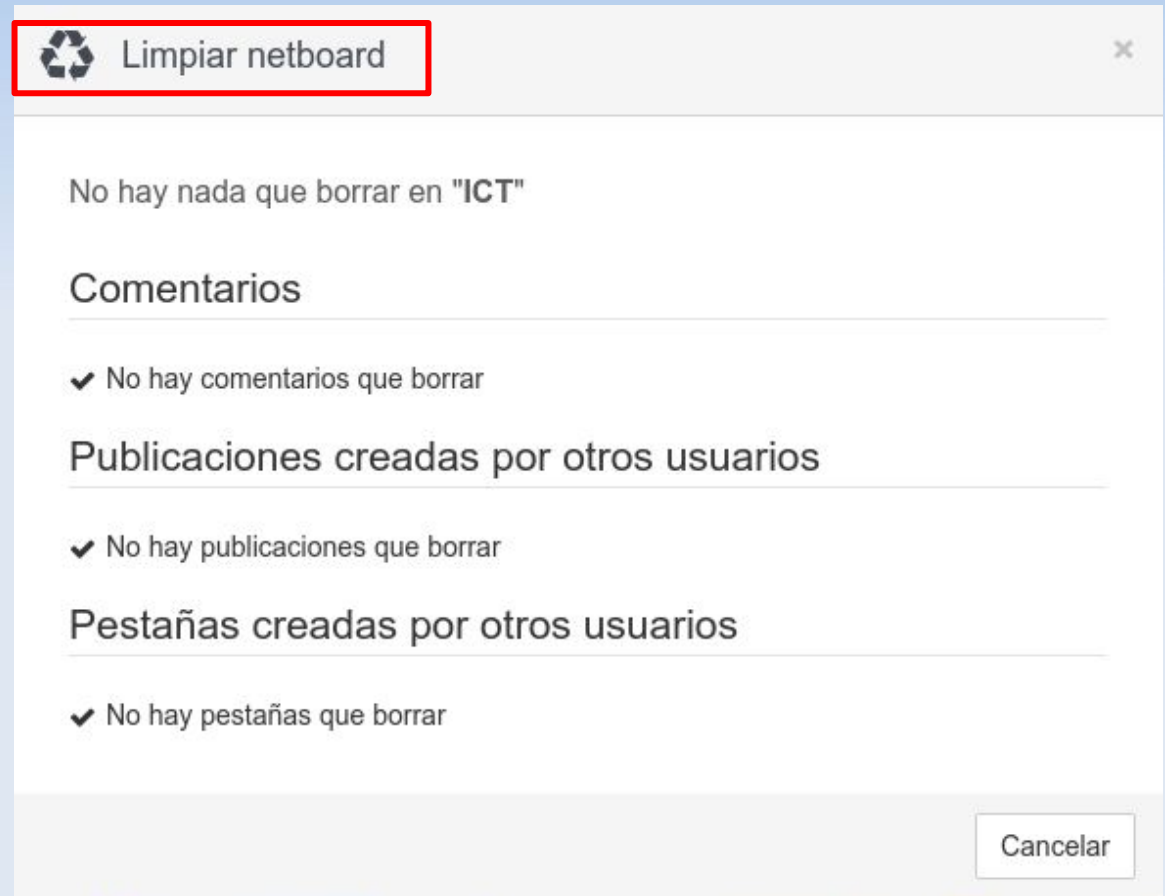 Limpiar netboard
×
No hay nada que borrar en "ICT"
Comentarios
✔ No hay comentarios que borrar
Publicaciones creadas por otros usuarios
✔ No hay publicaciones que borrar
Pestañas creadas por otros usuarios
✔ No hay pestañas que borrar
Cancelar